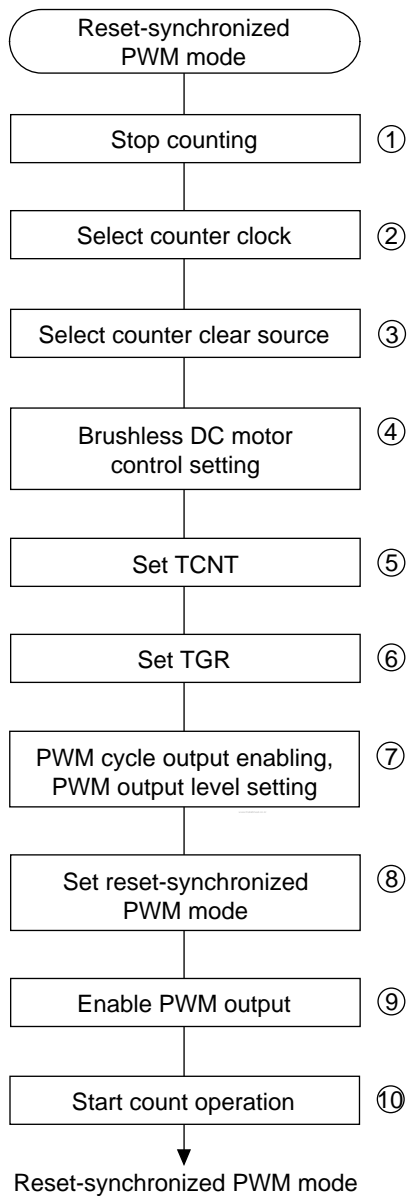 Reset-synchronized
PWM mode
Stop counting ①
Select counter clock ②
Select counter clear source ③
Brushless DC motor ④
control setting
Set TCNT ⑤
Set TGR ⑥
PWM cycle output enabling, ⑦
PWM output level setting
Set reset-synchronized ⑧
PWM mode
Enable PWM output ⑨
Start count operation ⑩
Reset-synchronized PWM mode